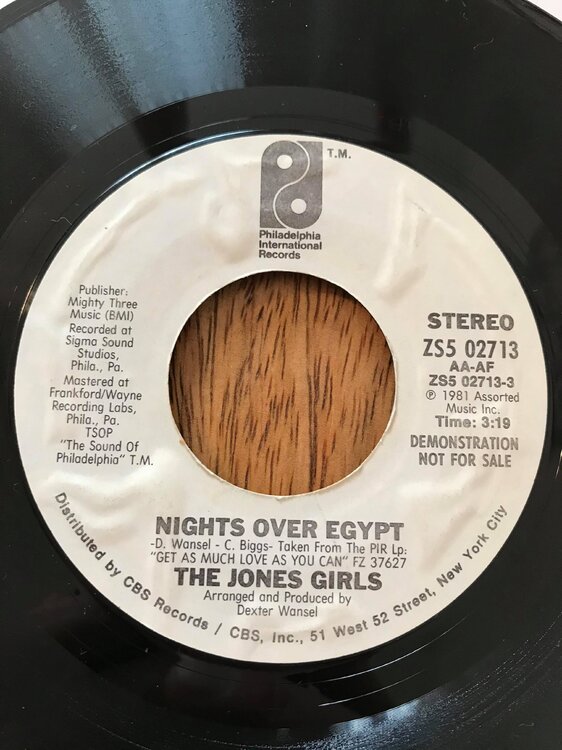 T.M.
Philadelphia
International
Records
Publisher:
Mighty Three
Music (BMI)
Recorded at
Sigma Sound
Studios,
Phila., Pa.
Mastered at
Frankford/Wayne
Recording Labs,
Phila., Pa.
TSOP
"The Sound Of
Philadelphia" T.M.
STEREO
ZS5 02713
AA-AF
ZS5 02713-3
℗ 1981 Assorted
Music Inc.
Time: 3:19
DEMONSTRATION
NOT FOR SALE
NIGHTS OVER EGYPT
-D. Wansel - C. Biggs- Taken From The PIR Lp:
"GET AS MUCH LOVE AS YOU CAN" FZ 37627
THE JONES GIRLS
Arranged and Produced by
Dexter Wansel
Distributed by CBS Records / CBS, Inc., 51 West 52 Street, New York City